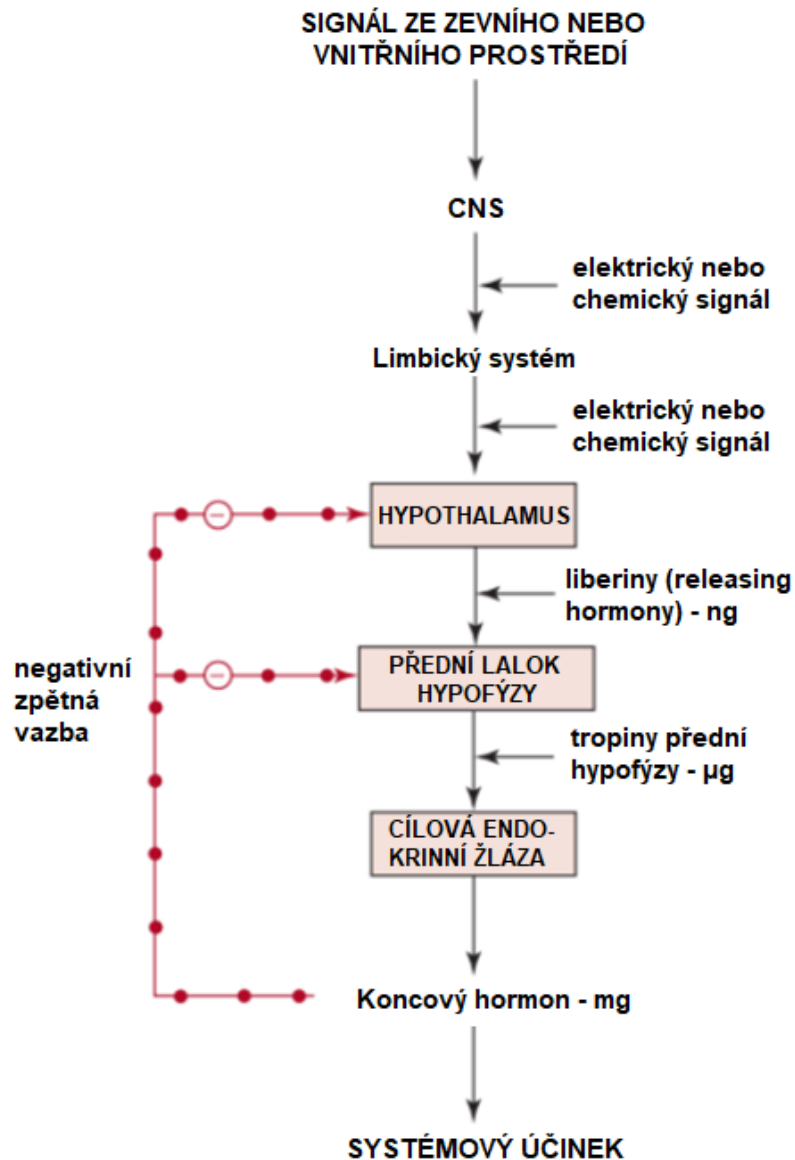 SIGNÁL ZE ZEVNÍHO NEBO
VNITŘNÍHO PROSTŘEDÍ
CNS
elektrický nebo
chemický signál
Limbický systém
elektrický nebo
chemický signál
HYPOTHALAMUS
liberiny (releasing
hormony) - ng
PŘEDNÍ LALOK
HYPOFÝZY
negativní
zpětná
vazba
tropiny přední
hypofýzy - µg
CÍLOVÁ ENDO-
KRINNÍ ŽLÁZA
Koncový hormon - mg
SYSTÉMOVÝ ÚČINEK